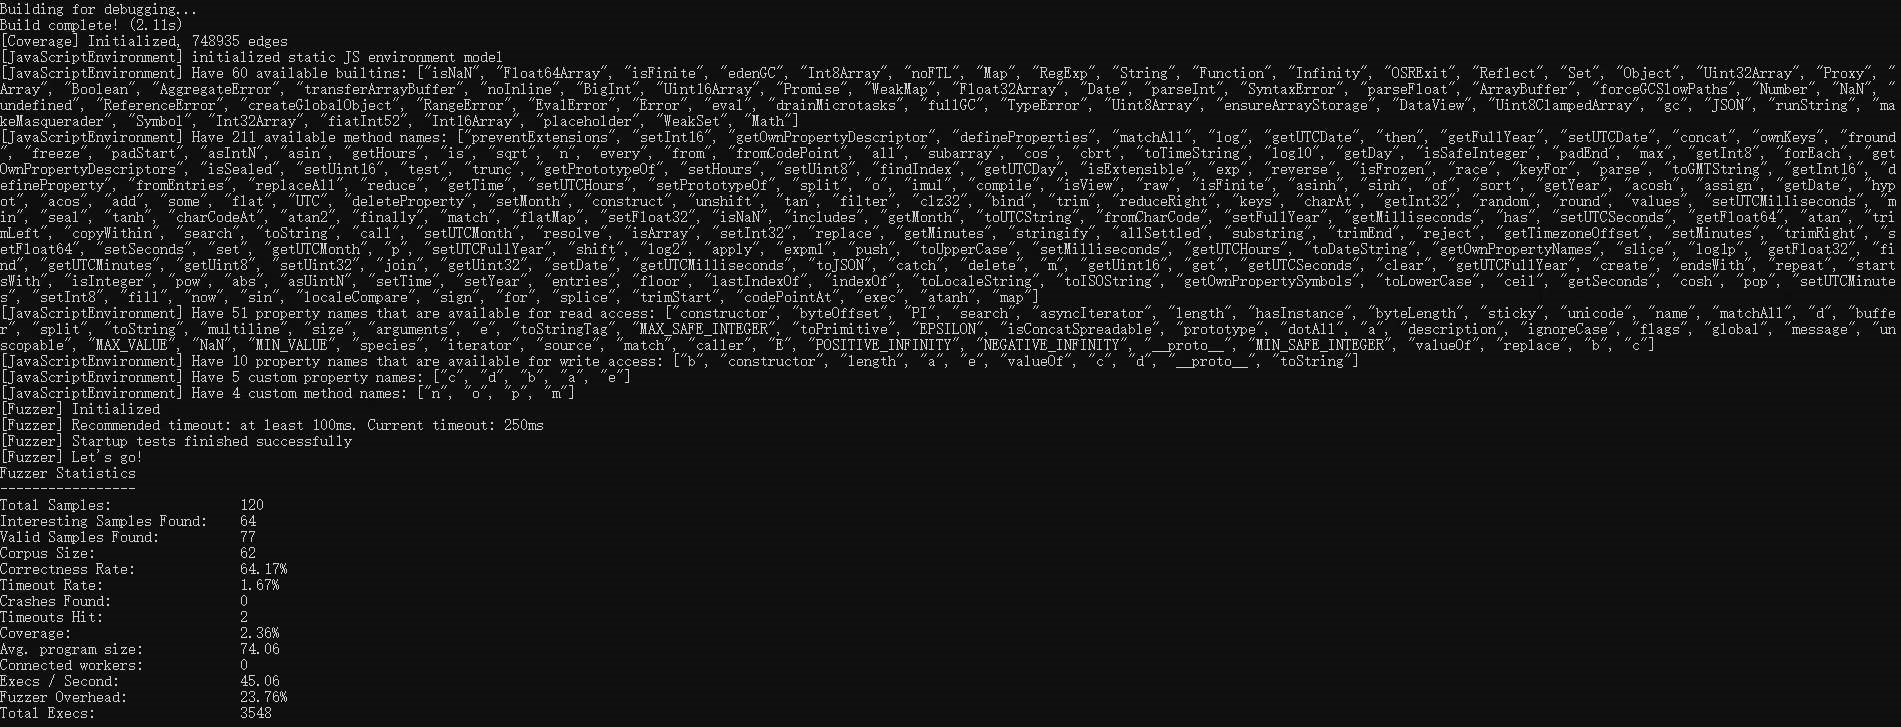 Building for debugging...
Build complete! (2.11s)
[Coverage] Initialized, 748935 edges
[JavaScriptEnvironment] initialized static JS environment model
[JavaScriptEnvironment] Have 60 available builtins: ["isNaN", "Float64Array", "isFinite", "edenGC", "Int8Array", "noFTL", "Map", "RegExp", "String", "Function", "Infinity", "OSRExit", "Reflect", "Set", "Object", "Uint32Array", "Proxy", "
Array", "Boolean", "AggregateError", "transferArrayBuffer", "noInline", "BigInt", "Uint16Array", "Promise", "WeakMap", "Float32Array", "Date", "parseInt", "SyntaxError", "parseFloat", "ArrayBuffer", "forceGCSlowPaths", "Number", "NaN", "
undefined", "ReferenceError", "createGlobalObject", "RangeError", "EvalError", "Error", "eval", "drainMicrotasks", "fullGC", "TypeError", "Uint8Array", "ensureArrayStorage", "DataView", "Uint8ClampedArray", "gc", "JSON", "runString", "ma
keMasquerader", "Symbol", "Int32Array", "fiatInt52", "Int16Array", "placeholder", "WeakSet", "Math"]
[JavaScriptEnvironment] Have 211 available method names: ["preventExtensions", "setInt16", "getOwnPropertyDescriptor", "defineProperties", "matchAll", "log", "getUTCDate", "then", "getFullYear", "setUTCDate", "concat", "ownKeys", "fround
", "freeze", "padStart", "asIntN", "asin", "getHours", "is", "sqrt", "n", "every", "from", "fromCodePoint", "all", "subarray", "cos", "cbrt", "toTimeString", "log10", "getDay", "isSafeInteger", "padEnd", "max", "getInt8", "forEach", "get
OwnPropertyDescriptors", "isSealed", "setUint16", "test", "trunc", "getPrototypeOf", "setHours", "setUint8", "findIndex", "getUTCDay", "isExtensible", "exp", "reverse", "isFrozen", "race", "keyFor", "parse", "toGMTString", "getInt16", "d
efineProperty", "fromEntries", "replaceAll", "reduce", "getTime", "setUTCHours", "setPrototypeOf", "split", "o", "imul", "compile", "isView", "raw", "isFinite", "asinh", "sinh", "of", "sort", "getYear", "acosh", "assign", "getDate", "hyp
ot", "acos", "add", "some", "flat", "UTC", "deleteProperty", "setMonth", "construct", "unshift", "tan", "filter", "clz32", "bind", "trim", "reduceRight", "keys", "charAt", "getInt32", "random", "round", "values", "setUTCMilliseconds", "m
in", "seal", "tanh", "charCodeAt", "atan2", "finally", "match", "flatMap", "setFloat32", "isNaN", "includes", "getMonth", "toUTCString", "fromCharCode", "setFullYear", "getMilliseconds", "has", "setUTCSeconds", "getFloat64", "atan", "tri
mLeft", "copyWithin", "search", "toString", "call", "setUTCMonth", "resolve", "isArray", "setInt32", "replace", "getMinutes", "stringify", "allSettled", "substring", "trimEnd", "reject", "getTimezoneOffset", "setMinutes", "trimRight", "s
etFloat64", "setSeconds", "set", "getUTCMonth", "p", "setUTCFullYear", "shift", "log2", "apply", "expm1", "push", "toUpperCase", "setMilliseconds", "getUTCHours", "toDateString", "getOwnPropertyNames", "slice", "log1p", "getFloat32", "fi
nd", "getUTCMinutes", "getUint8", "setUint32", "join", "getUint32", "setDate", "getUTCMilliseconds", "toJSON", "catch", "delete", "m", "getUint16", "get", "getUTCSeconds", "clear", "getUTCFullYear", "create", "endsWith", "repeat", "start
sWith", "isInteger", "pow", "abs", "asUintN", "setTime", "setYear", "entries", "floor", "lastIndexOf", "indexOf", "toLocaleString", "toISOString", "getOwnPropertySymbols", "toLowerCase", "ceil", "getSeconds", "cosh", "pop", "setUTCMinute
s", "setInt8", "fill", "now", "sin", "localeCompare", "sign", "for", "splice", "trimStart", "codePointAt", "exec", "atanh", "map"]
[JavaScriptEnvironment] Have 51 property names that are available for read access: ["constructor", "byteOffset", "PI", "search", "asyncIterator", "length", "hasInstance", "byteLength", "sticky", "unicode", "name", "matchAll", "d", "buffe
r", "split", "toString", "multiline", "size", "arguments", "e", "toStringTag", "MAX_SAFE_INTEGER", "toPrimitive", "EPSILON", "isConcatSpreadable", "prototype", "dotAll", "a", "description", "ignoreCase", "flags", "global", "message", "un
scopable", "MAX_VALUE", "NaN", "MIN_VALUE", "species", "iterator", "source", "match", "caller", "E", "POSITIVE_INFINITY", "NEGATIVE_INFINITY", "__proto__", "MIN_SAFE_INTEGER", "valueOf", "replace", "b", "c"]
[JavaScriptEnvironment] Have 10 property names that are available for write access: ["b", "constructor", "length", "a", "e", "valueOf", "c", "d", "__proto__", "toString"]
[JavaScriptEnvironment] Have 5 custom property names: ["c", "d", "b", "a", "e"]
[JavaScriptEnvironment] Have 4 custom method names: ["n", "o", "p", "m"]
[Fuzzer] Initialized
[Fuzzer] Recommended timeout: at least 100ms. Current timeout: 250ms
[Fuzzer] Startup tests finished successfully
[Fuzzer] Let's go!
Fuzzer Statistics
-----------------
Total Samples: 120
Interesting Samples Found: 64
Valid Samples Found: 77
Corpus Size: 62
Correctness Rate: 64.17%
Timeout Rate: 1.67%
Crashes Found: 0
Timeouts Hit: 2
Coverage: 2.36%
Avg. program size: 74.06
Connected workers: 0
Execs / Second: 45.06
Fuzzer Overhead: 23.76%
Total Execs: 3548